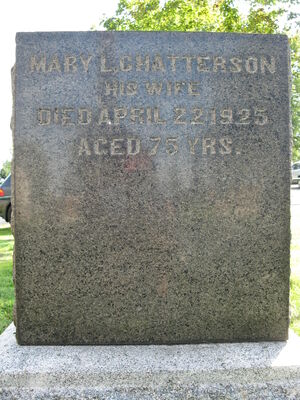 MARY L. CHATTERSON
HIS WIFE
DIED APRIL 22 1925
AGED 75 YRS.